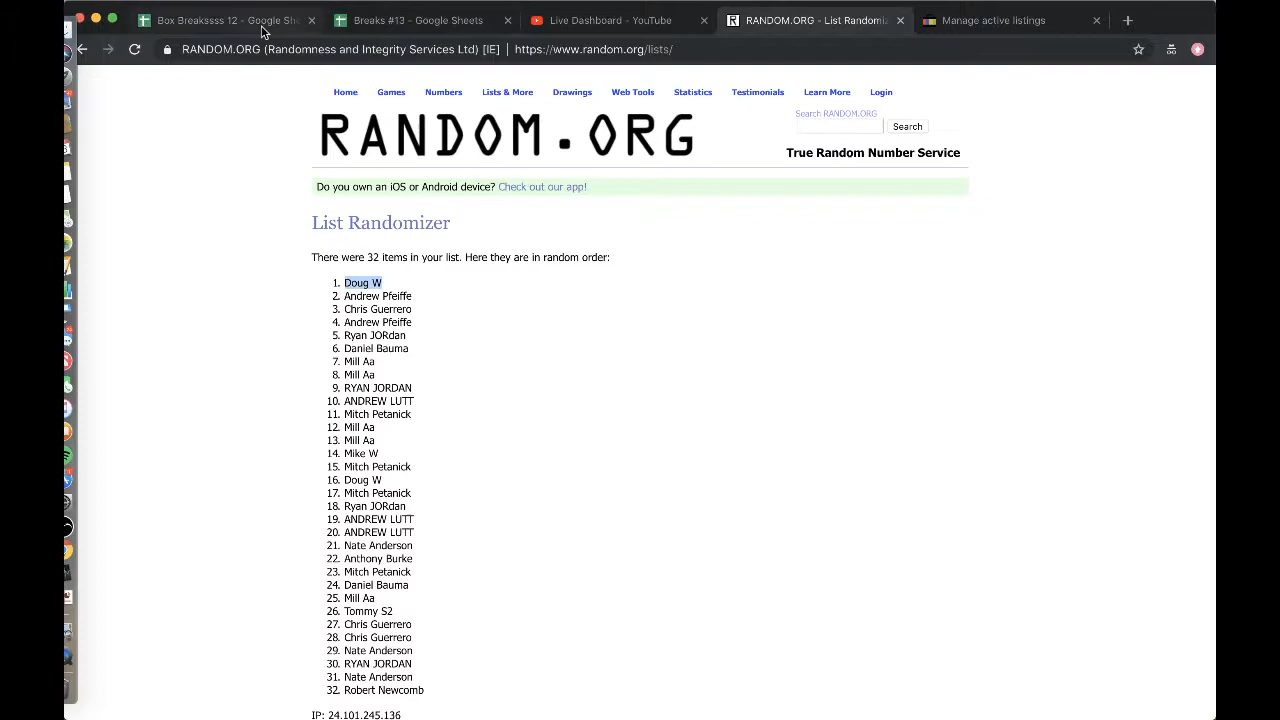 Box Breakssss 12 - Google She
Breaks #13 - Google Sheets
Live Dashboard - YouTube
RANDOM.ORG - List Randomiz
Manage active listings
RANDOM.ORG (Randomness and Integrity Services Ltd) [IE]
https://www.random.org/lists/
Home Games Numbers Lists & More Drawings Web Tools Statistics Testimonials Learn More Login
RANDOM.ORG
Search RANDOM.ORG
Search
True Random Number Service
Do you own an iOS or Android device? Check out our app!
List Randomizer
There were 32 items in your list. Here they are in random order:
1. Doug W
2. Andrew Pfeiffe
3. Chris Guerrero
4. Andrew Pfeiffe
5. Ryan JORdan
6. Daniel Bauma
7. Mill Aa
8. Mill Aa
9. RYAN JORDAN
10. ANDREW LUTT
11. Mitch Petanick
12. Mill Aa
13. Mill Aa
14. Mike W
15. Mitch Petanick
16. Doug W
17. Mitch Petanick
18. Ryan JORdan
19. ANDREW LUTT
20. ANDREW LUTT
21. Nate Anderson
22. Anthony Burke
23. Mitch Petanick
24. Daniel Bauma
25. Mill Aa
26. Tommy S2
27. Chris Guerrero
28. Chris Guerrero
29. Nate Anderson
30. RYAN JORDAN
31. Nate Anderson
32. Robert Newcomb
IP: 24.101.245.136